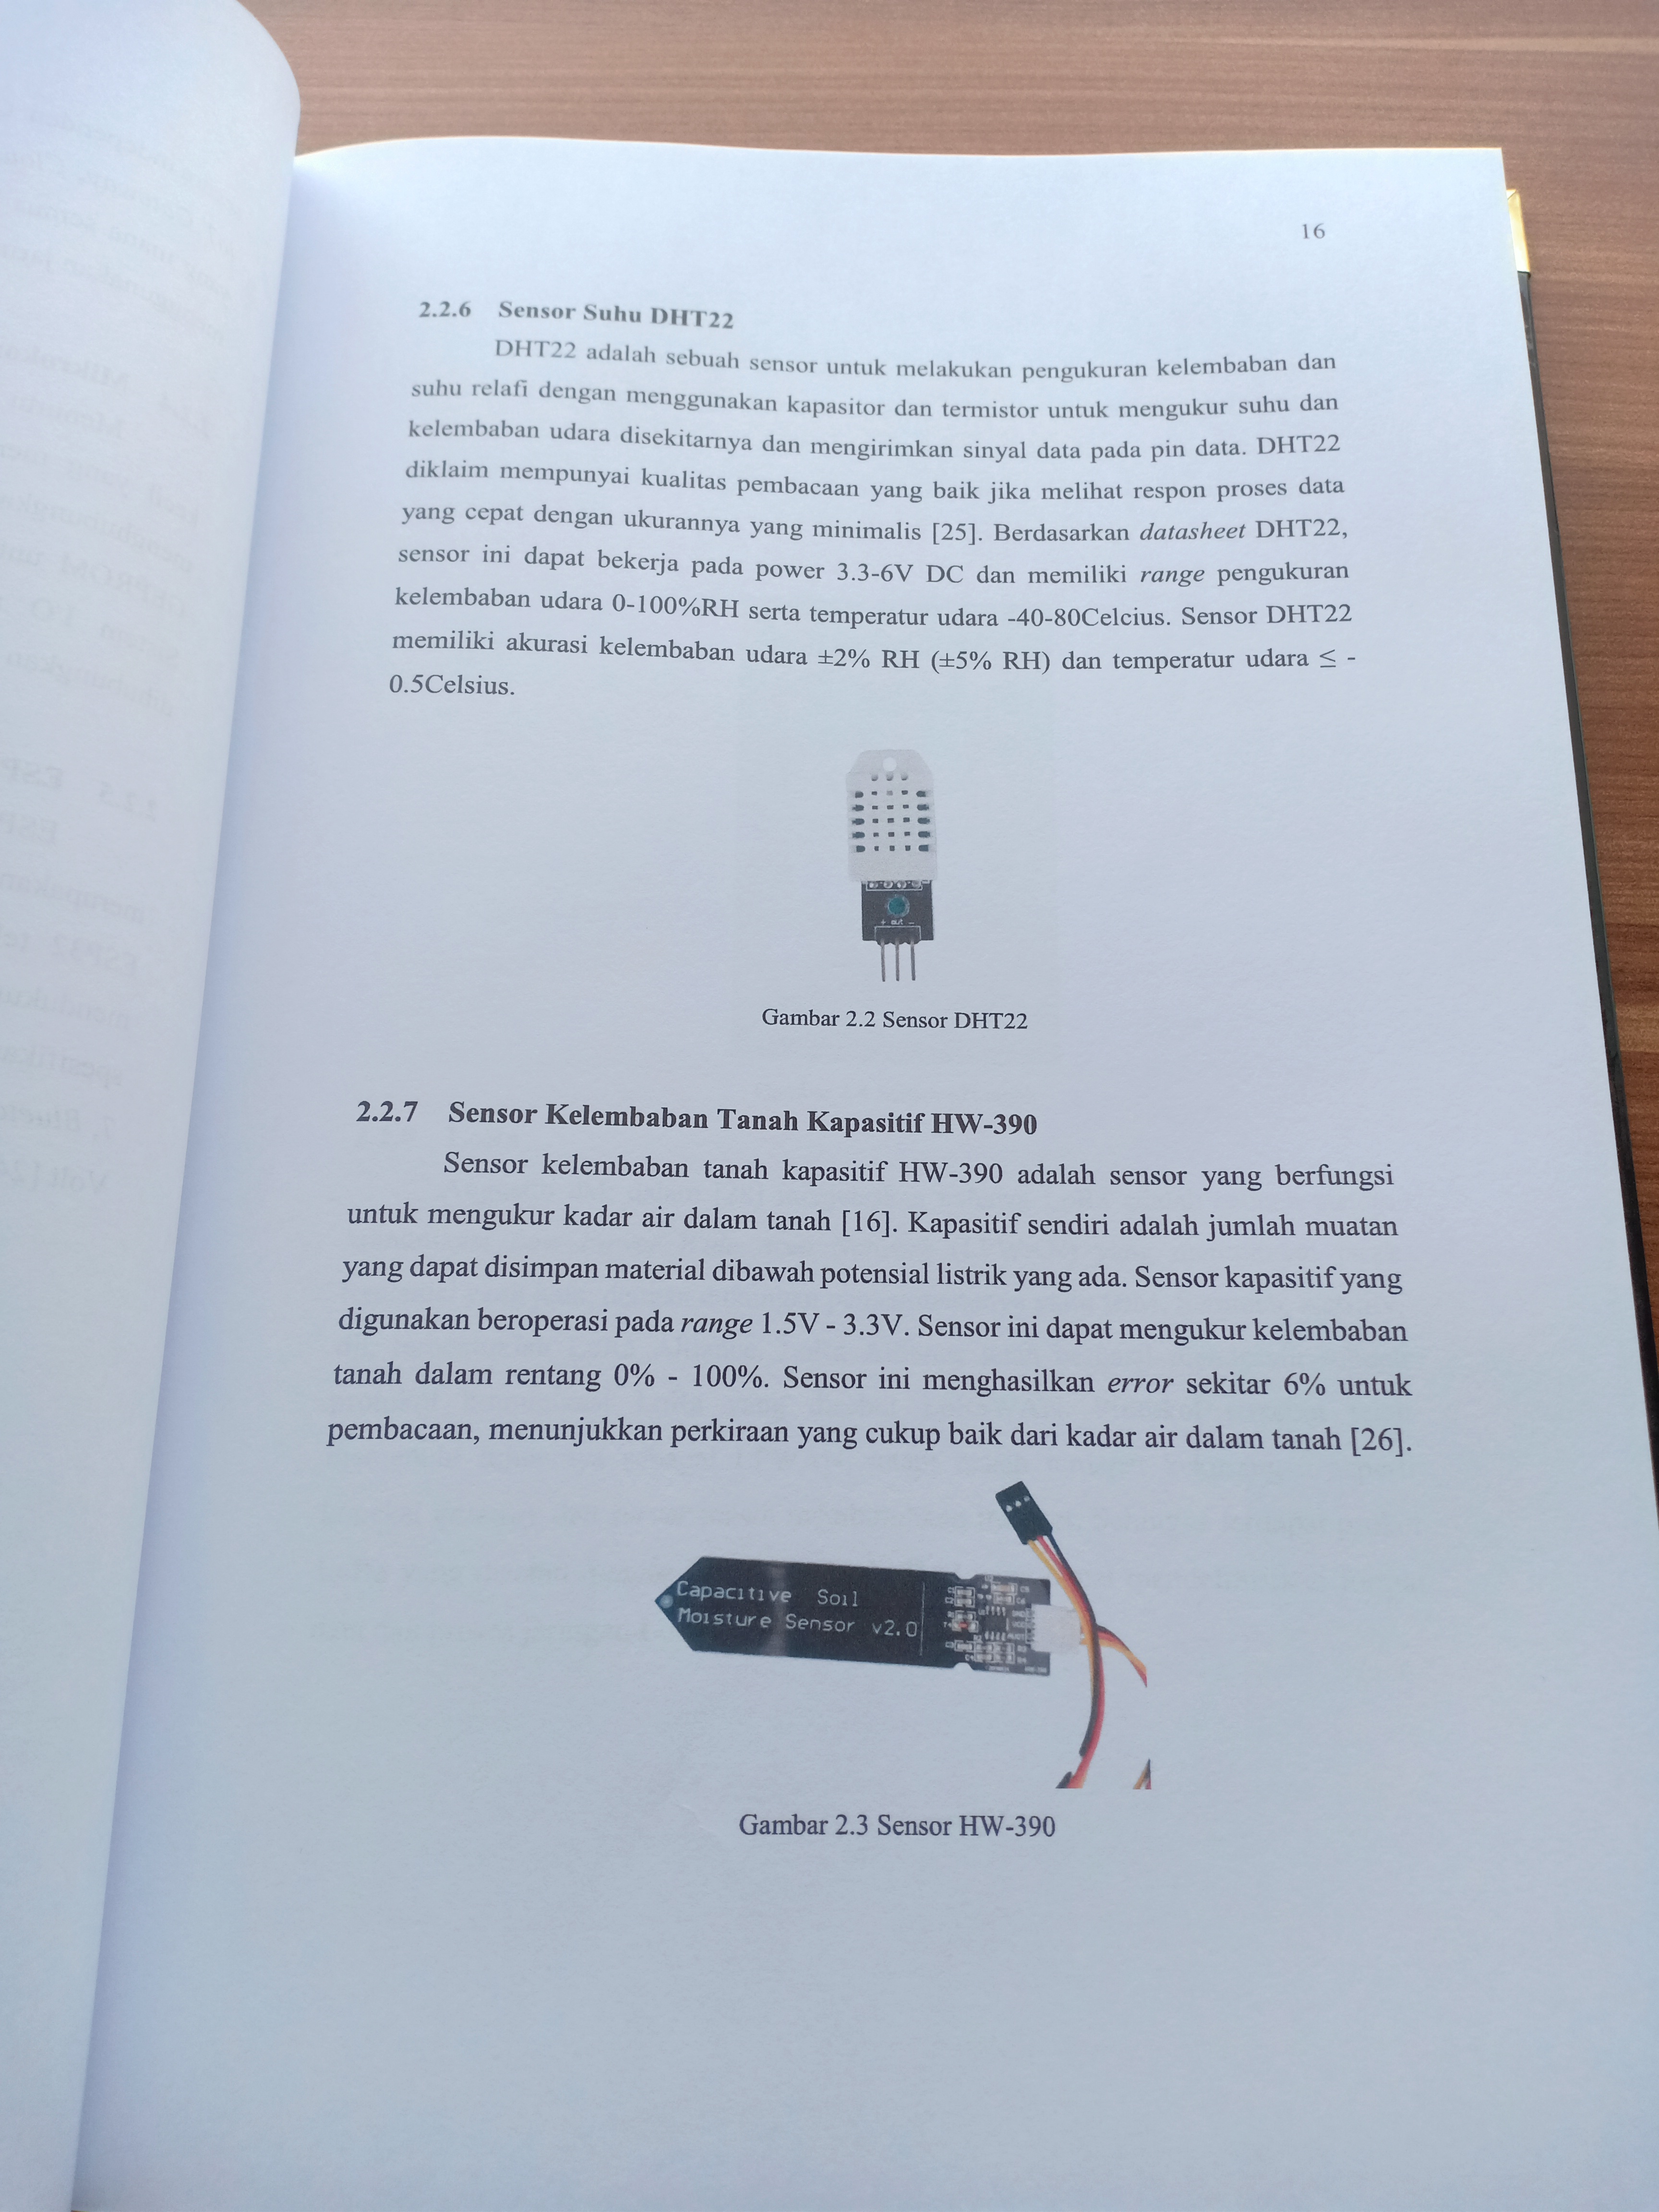 16
2.2.6 Sensor Suhu DHT22
DHT22 adalah sebuah sensor untuk melakukan pengukuran kelembaban dan
suhu relafi dengan menggunakan kapasitor dan termistor untuk mengukur suhu dan
kelembaban udara disekitarnya dan mengirimkan sinyal data pada pin data. DHT22
diklaim mempunyai kualitas pembacaan yang baik jika melihat respon proses data
yang cepat dengan ukurannya yang minimalis [25]. Berdasarkan datasheet DHT22,
sensor ini dapat bekerja pada power 3.3-6V DC dan memiliki range pengukuran
kelembaban udara 0-100%RH serta temperatur udara -40-80Celcius. Sensor DHT22
memiliki akurasi kelembaban udara ±2% RH (±5% RH) dan temperatur udara ≤ -
0.5Celsius.
+ out -
Gambar 2.2 Sensor DHT22
2.2.7 Sensor Kelembaban Tanah Kapasitif HW-390
Sensor kelembaban tanah kapasitif HW-390 adalah sensor yang berfungsi
untuk mengukur kadar air dalam tanah [16]. Kapasitif sendiri adalah jumlah muatan
yang dapat disimpan material dibawah potensial listrik yang ada. Sensor kapasitif yang
digunakan beroperasi pada range 1.5V - 3.3V. Sensor ini dapat mengukur kelembaban
tanah dalam rentang 0% - 100%. Sensor ini menghasilkan error sekitar 6% untuk
pembacaan, menunjukkan perkiraan yang cukup baik dari kadar air dalam tanah [26].
Capacitive Soil
Moisture Sensor v2.0
Gambar 2.3 Sensor HW-390